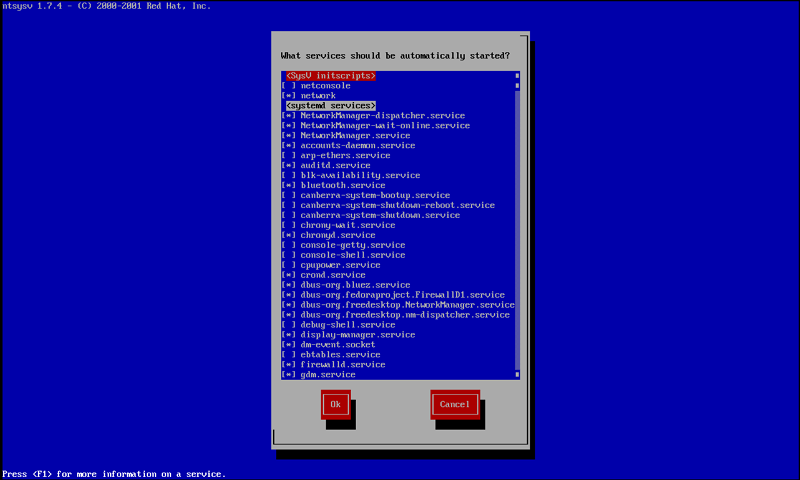 ntsysv 1.7.4 - (C) 2000-2001 Red Hat, Inc.
What services should be automatically started?
<SysV initscripts>
[ ] netconsole
[*] network
<systemd services>
[*] NetworkManager-dispatcher.service
[*] NetworkManager-wait-online.service
[*] NetworkManager.service
[*] accounts-daemon.service
[ ] arp-ethers.service
[*] auditd.service
[ ] blk-availability.service
[*] bluetooth.service
[ ] canberra-system-bootup.service
[ ] canberra-system-shutdown-reboot.service
[ ] canberra-system-shutdown.service
[ ] chrony-wait.service
[*] chronyd.service
[ ] console-getty.service
[ ] console-shell.service
[ ] cpupower.service
[*] crond.service
[*] dbus-org.bluez.service
[*] dbus-org.fedoraproject.FirewallD1.service
[*] dbus-org.freedesktop.NetworkManager.service
[*] dbus-org.freedesktop.nm-dispatcher.service
[ ] debug-shell.service
[*] display-manager.service
[*] dm-event.socket
[ ] ebtables.service
[*] firewalld.service
[*] gdm.service
Ok Cancel
Press <F1> for more information on a service.